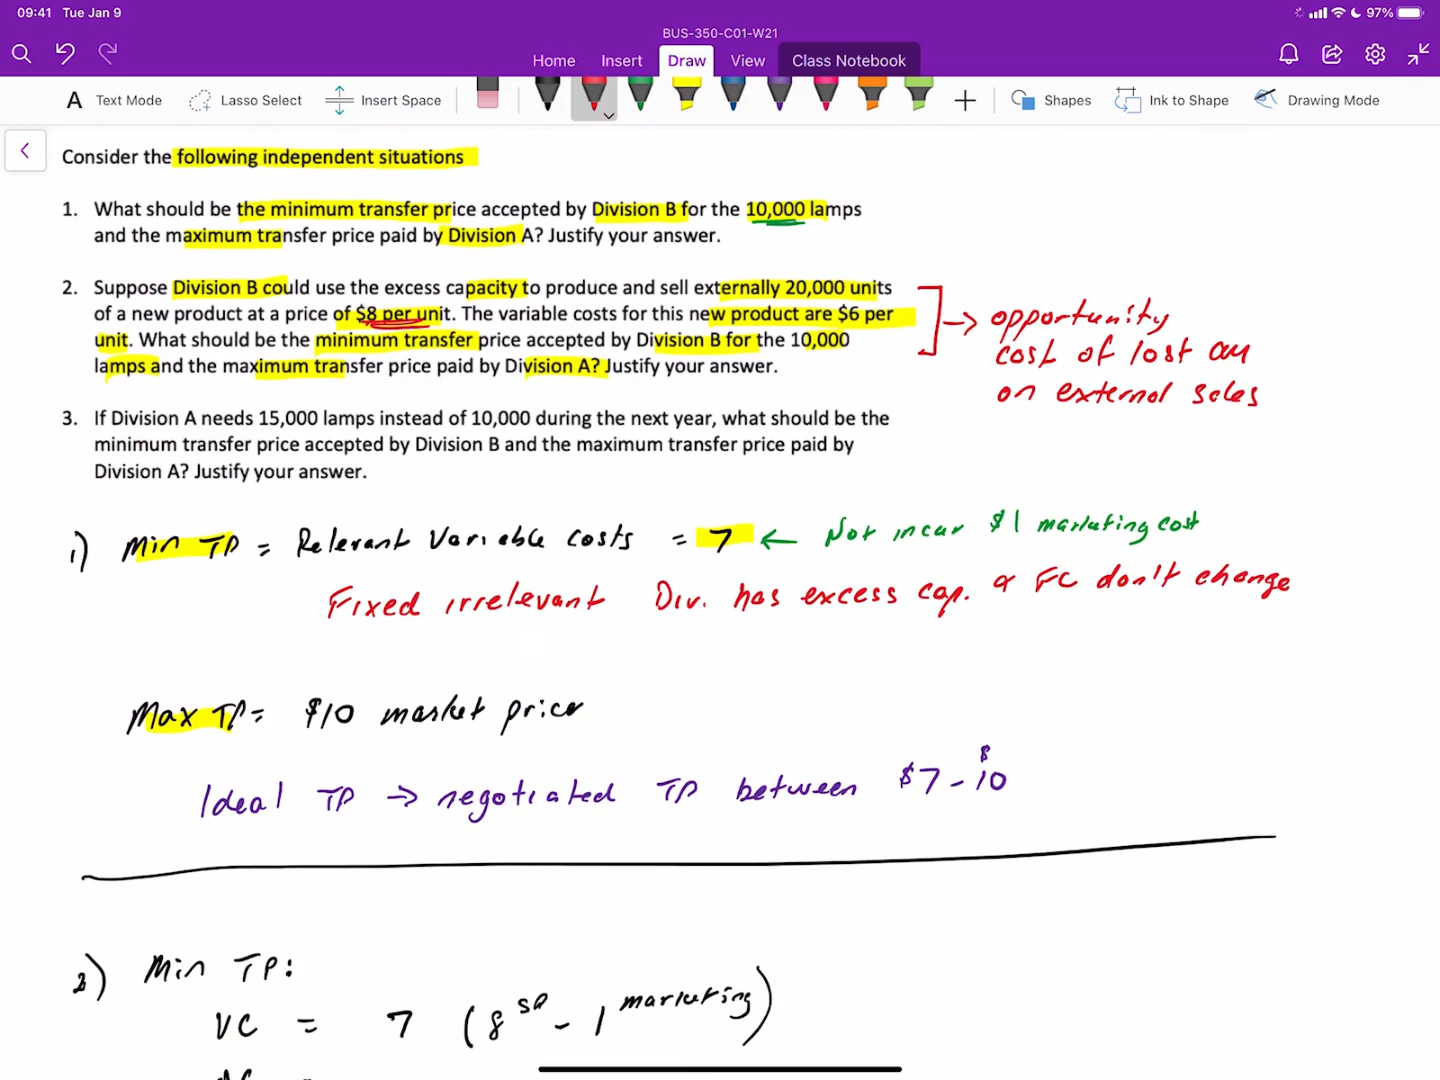 09:41 Tue Jan 9
97%
BUS-350-C01-W21
Home Insert Draw View Class Notebook
A Text Mode Lasso Select Insert Space Shapes Ink to Shape Drawing Mode
Consider the following independent situations
1. What should be the minimum transfer price accepted by Division B for the 10,000 lamps
and the maximum transfer price paid by Division A? Justify your answer.
2. Suppose Division B could use the excess capacity to produce and sell externally 20,000 units
of a new product at a price of $8 per unit. The variable costs for this new product are $6 per
unit. What should be the minimum transfer price accepted by Division B for the 10,000
lamps and the maximum transfer price paid by Division A? Justify your answer.
opportunity
cost of lost cm
on external sales
3. If Division A needs 15,000 lamps instead of 10,000 during the next year, what should be the
minimum transfer price accepted by Division B and the maximum transfer price paid by
Division A? Justify your answer.
1) Min TP = Relevant Variable costs = 7 ← Not incur $1 marketing cost
Fixed irrelevant Div. has excess cap. & FC don't change
Max TP = $10 market price
Ideal TP → negotiated TP between $7 - $10
2) Min TP:
VC = 7 (8 SP - 1 marketing)